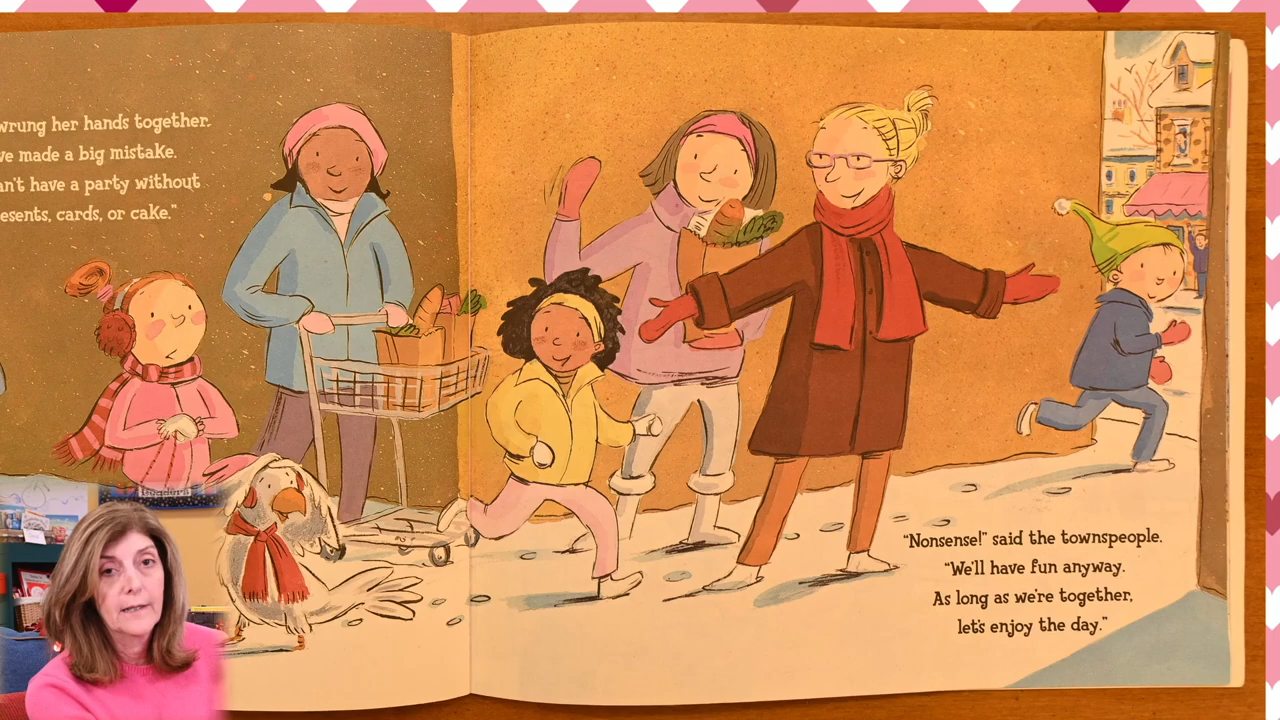 wrung her hands together.
ve made a big mistake.
an't have a party without
esents, cards, or cake."
"Nonsense!" said the townspeople.
"We'll have fun anyway.
As long as we're together,
let's enjoy the day."
Readers